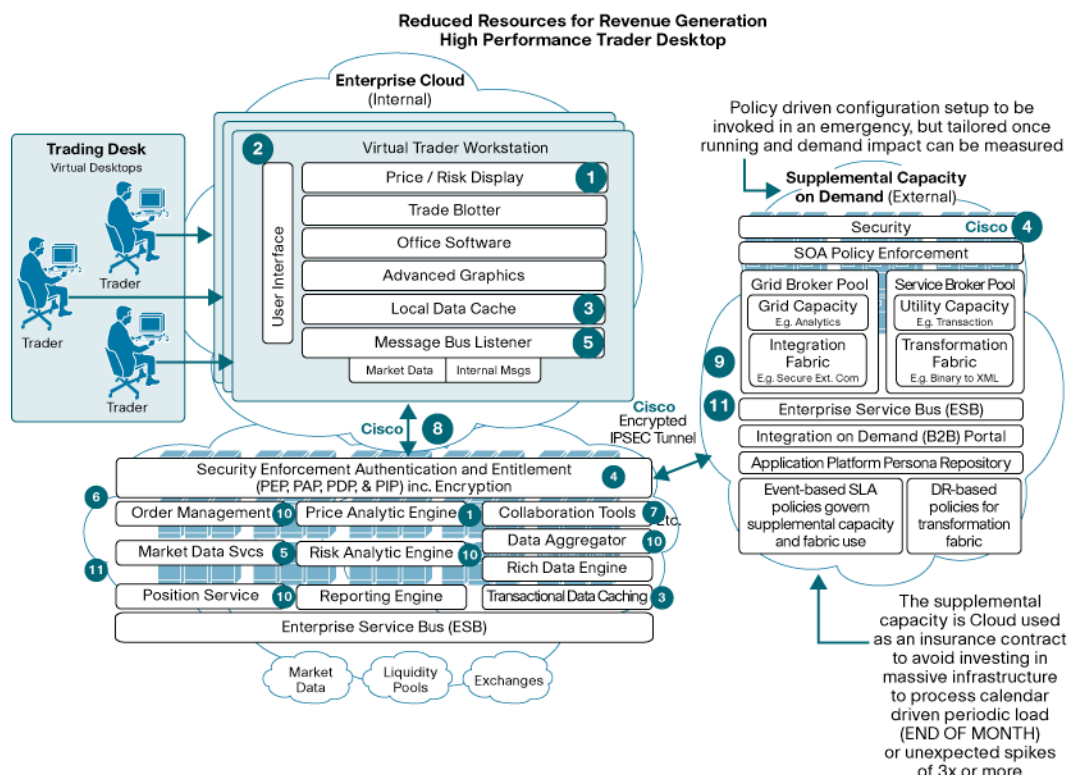 Reduced Resources for Revenue Generation
High Performance Trader Desktop
Enterprise Cloud
(Internal)
Trading Desk
Virtual Desktops
Trader
Trader
Trader
2
Virtual Trader Workstation
User Interface
Price / Risk Display
1
Trade Blotter
Office Software
Advanced Graphics
Local Data Cache
3
Message Bus Listener
5
Market Data
Internal Msgs
Cisco
8
Cisco
Encrypted
IPSEC Tunnel
Security Enforcement Authentication and Entitlement
(PEP, PAP, PDP, & PIP) inc. Encryption
4
6
Order Management
10
Price Analytic Engine
1
Collaboration Tools
7
Etc.
Data Aggregator
10
Market Data Svcs
5
Risk Analytic Engine
10
Rich Data Engine
11
Position Service
10
Reporting Engine
Transactional Data Caching
3
Enterprise Service Bus (ESB)
Market
Data
Liquidity
Pools
Exchanges
Policy driven configuration setup to be
invoked in an emergency, but tailored once
running and demand impact can be measured
Supplemental Capacity
on Demand (External)
Security
Cisco
4
SOA Policy Enforcement
Grid Broker Pool
Grid Capacity
E.g. Analytics
Integration
Fabric
E.g. Secure Ext. Com
Service Broker Pool
Utility Capacity
E.g. Transaction
Transformation
Fabric
E.g. Binary to XML
9
11
Enterprise Service Bus (ESB)
Integration on Demand (B2B) Portal
Application Platform Persona Repository
Event-based SLA
policies govern
supplemental capacity
and fabric use
DR-based
policies for
transformation
fabric
The supplemental
capacity is Cloud used
as an insurance contract
to avoid investing in
massive infrastructure
to process calendar
driven periodic load
(END OF MONTH)
or unexpected spikes
of 3x or more